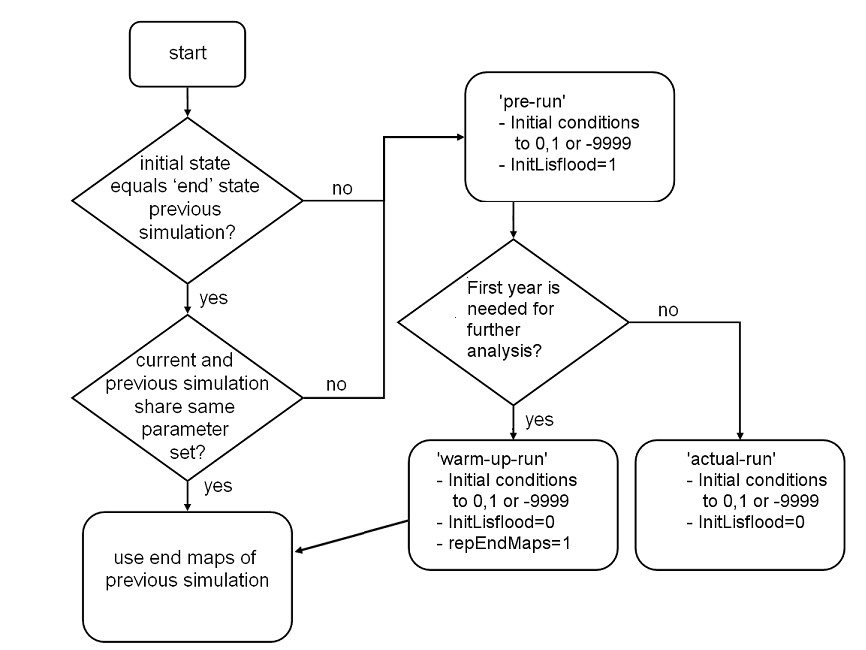 start
initial state
equals ‘end’ state
previous
simulation?
no
yes
current and
previous simulation
share same
parameter
set?
no
yes
use end maps of
previous simulation
'pre-run'
- Initial conditions
to 0,1 or -9999
- InitLisflood=1
First year is
needed for
further
analysis?
no
yes
'warm-up-run'
- Initial conditions
to 0,1 or -9999
- InitLisflood=0
- repEndMaps=1
'actual-run'
- Initial conditions
to 0,1 or -9999
- InitLisflood=0